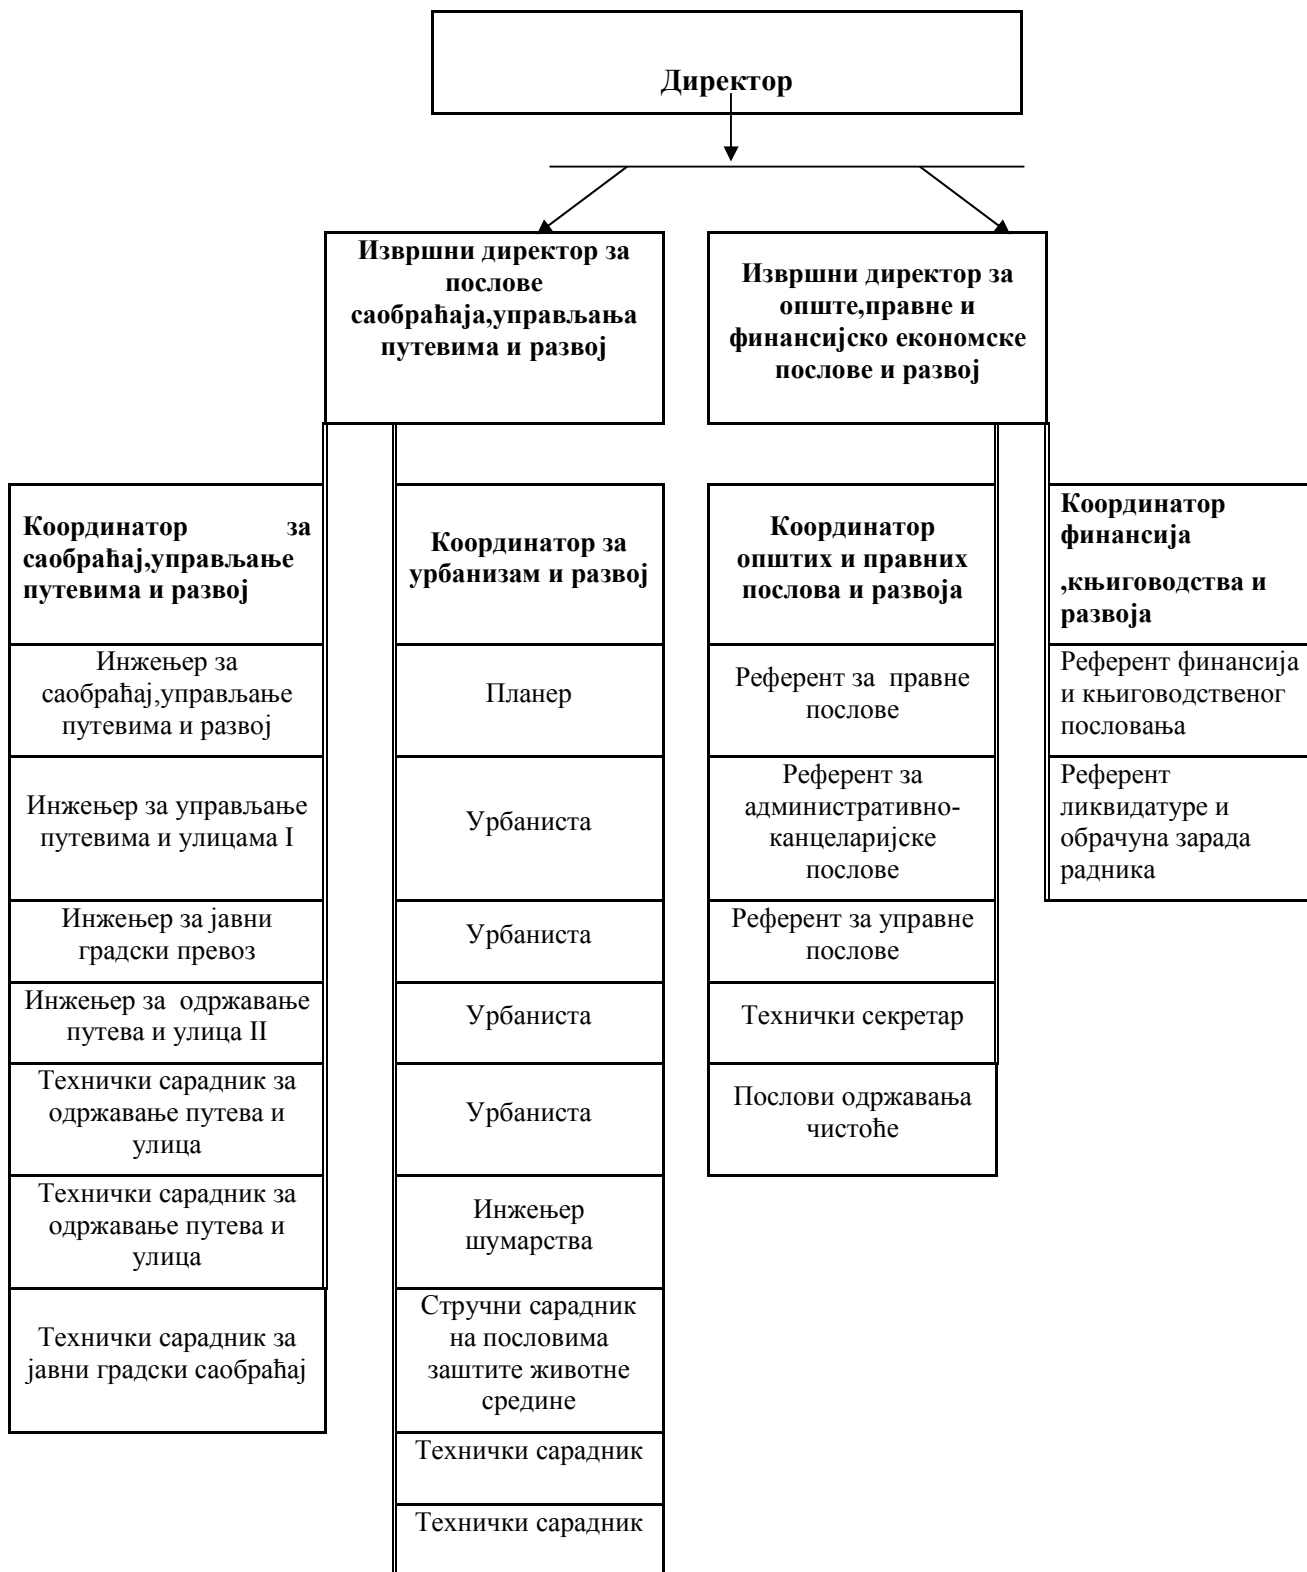 Директор
Извршни директор за
послове
саобраћаја,управљања
путевима и развој
Извршни директор за
опште,правне и
финансијско економске
послове и развој
Координатор за
саобраћај,управљање
путевима и развој
Инжењер за
саобраћај,управљање
путевима и развој
Инжењер за управљање
путевима и улицама I
Инжењер за јавни
градски превоз
Инжењер за одржавање
путева и улица II
Технички сарадник за
одржавање путева и
улица
Технички сарадник за
одржавање путева и
улица
Технички сарадник за
јавни градски саобраћај
Координатор за
урбанизам и развој
Планер
Урбаниста
Урбаниста
Урбаниста
Урбаниста
Инжењер
шумарства
Стручни сарадник
на пословима
заштите животне
средине
Технички сарадник
Технички сарадник
Координатор
општих и правних
послова и развоја
Референт за правне
послове
Референт за
административно-
канцеларијске
послове
Референт за управне
послове
Технички секретар
Послови одржавања
чистоће
Координатор
финансија
,књиговодства и
развоја
Референт финансија
и књиговодственог
пословања
Референт
ликвидатуре и
обрачуна зарада
радника